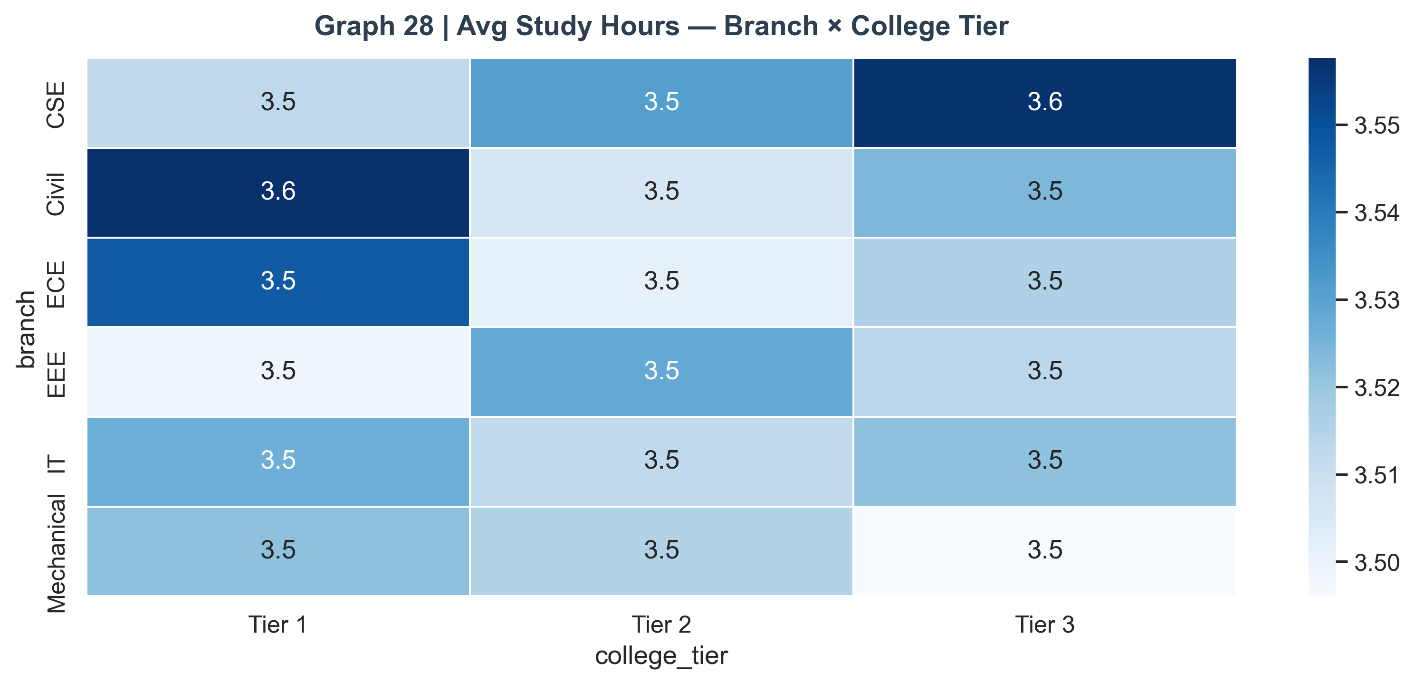 Graph 28 | Avg Study Hours — Branch × College Tier
branch
CSE 3.5 3.5 3.6
Civil 3.6 3.5 3.5
ECE 3.5 3.5 3.5
EEE 3.5 3.5 3.5
IT 3.5 3.5 3.5
Mechanical 3.5 3.5 3.5
Tier 1 Tier 2 Tier 3
college_tier
3.55
3.54
3.53
3.52
3.51
3.50